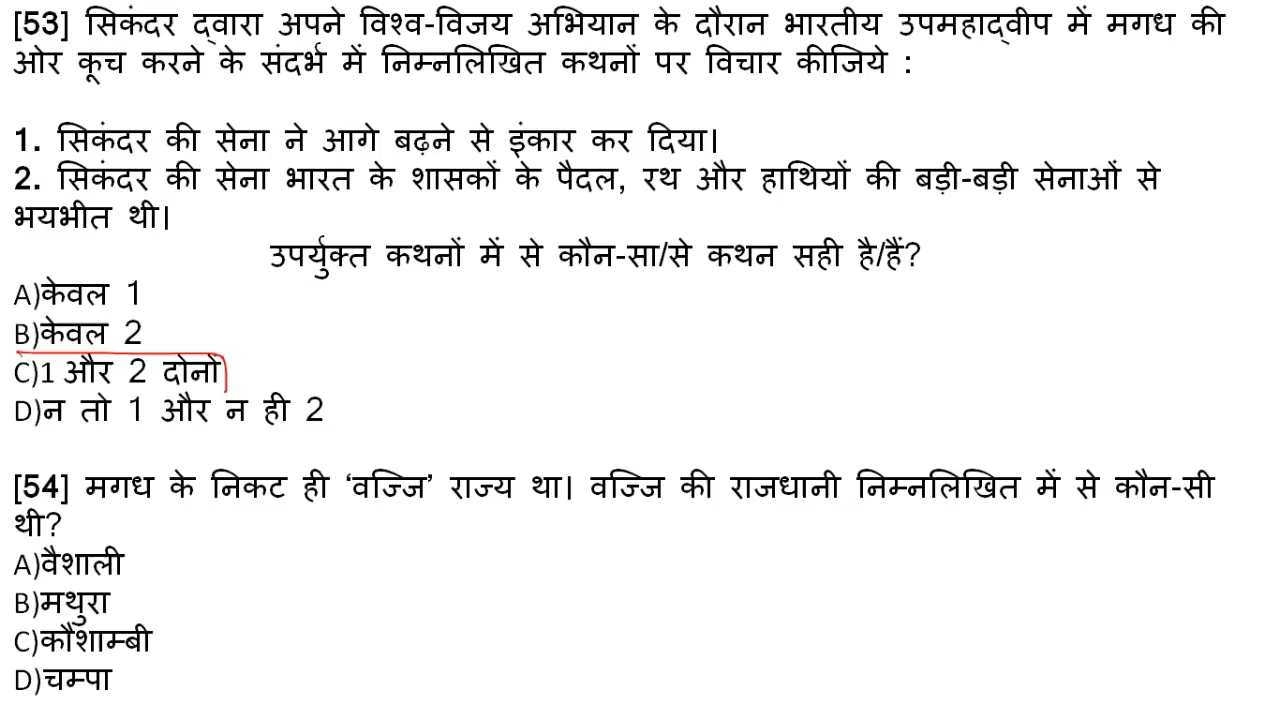 [53] सिकंदर द्वारा अपने विश्व-विजय अभियान के दौरान भारतीय उपमहाद्वीप में मगध की
ओर कूच करने के संदर्भ में निम्नलिखित कथनों पर विचार कीजिये :
1. सिकंदर की सेना ने आगे बढ़ने से इंकार कर दिया।
2. सिकंदर की सेना भारत के शासकों के पैदल, रथ और हाथियों की बड़ी-बड़ी सेनाओं से
भयभीत थी।
उपर्युक्त कथनों में से कौन-सा/से कथन सही है/हैं?
A)केवल 1
B)केवल 2
C)1 और 2 दोनों
D)न तो 1 और न ही 2
[54] मगध के निकट ही ‘वज्जि’ राज्य था। वज्जि की राजधानी निम्नलिखित में से कौन-सी
थी?
A)वैशाली
B)मथुरा
C)कौशाम्बी
D)चम्पा